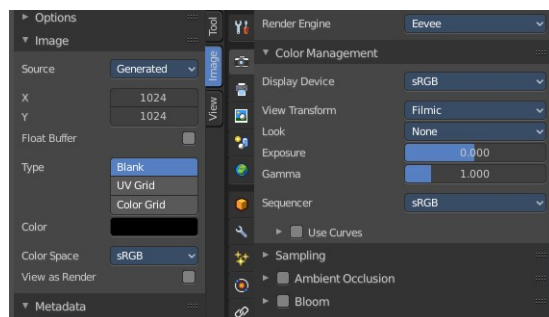 Options
Image
Source Generated
X 1024
Y 1024
Float Buffer
Type Blank
UV Grid
Color Grid
Color
Color Space sRGB
View as Render
Metadata
Tool
Image
View
Render Engine Eevee
Color Management
Display Device sRGB
View Transform Filmic
Look None
Exposure 0.000
Gamma 1.000
Sequencer sRGB
Use Curves
Sampling
Ambient Occlusion
Bloom